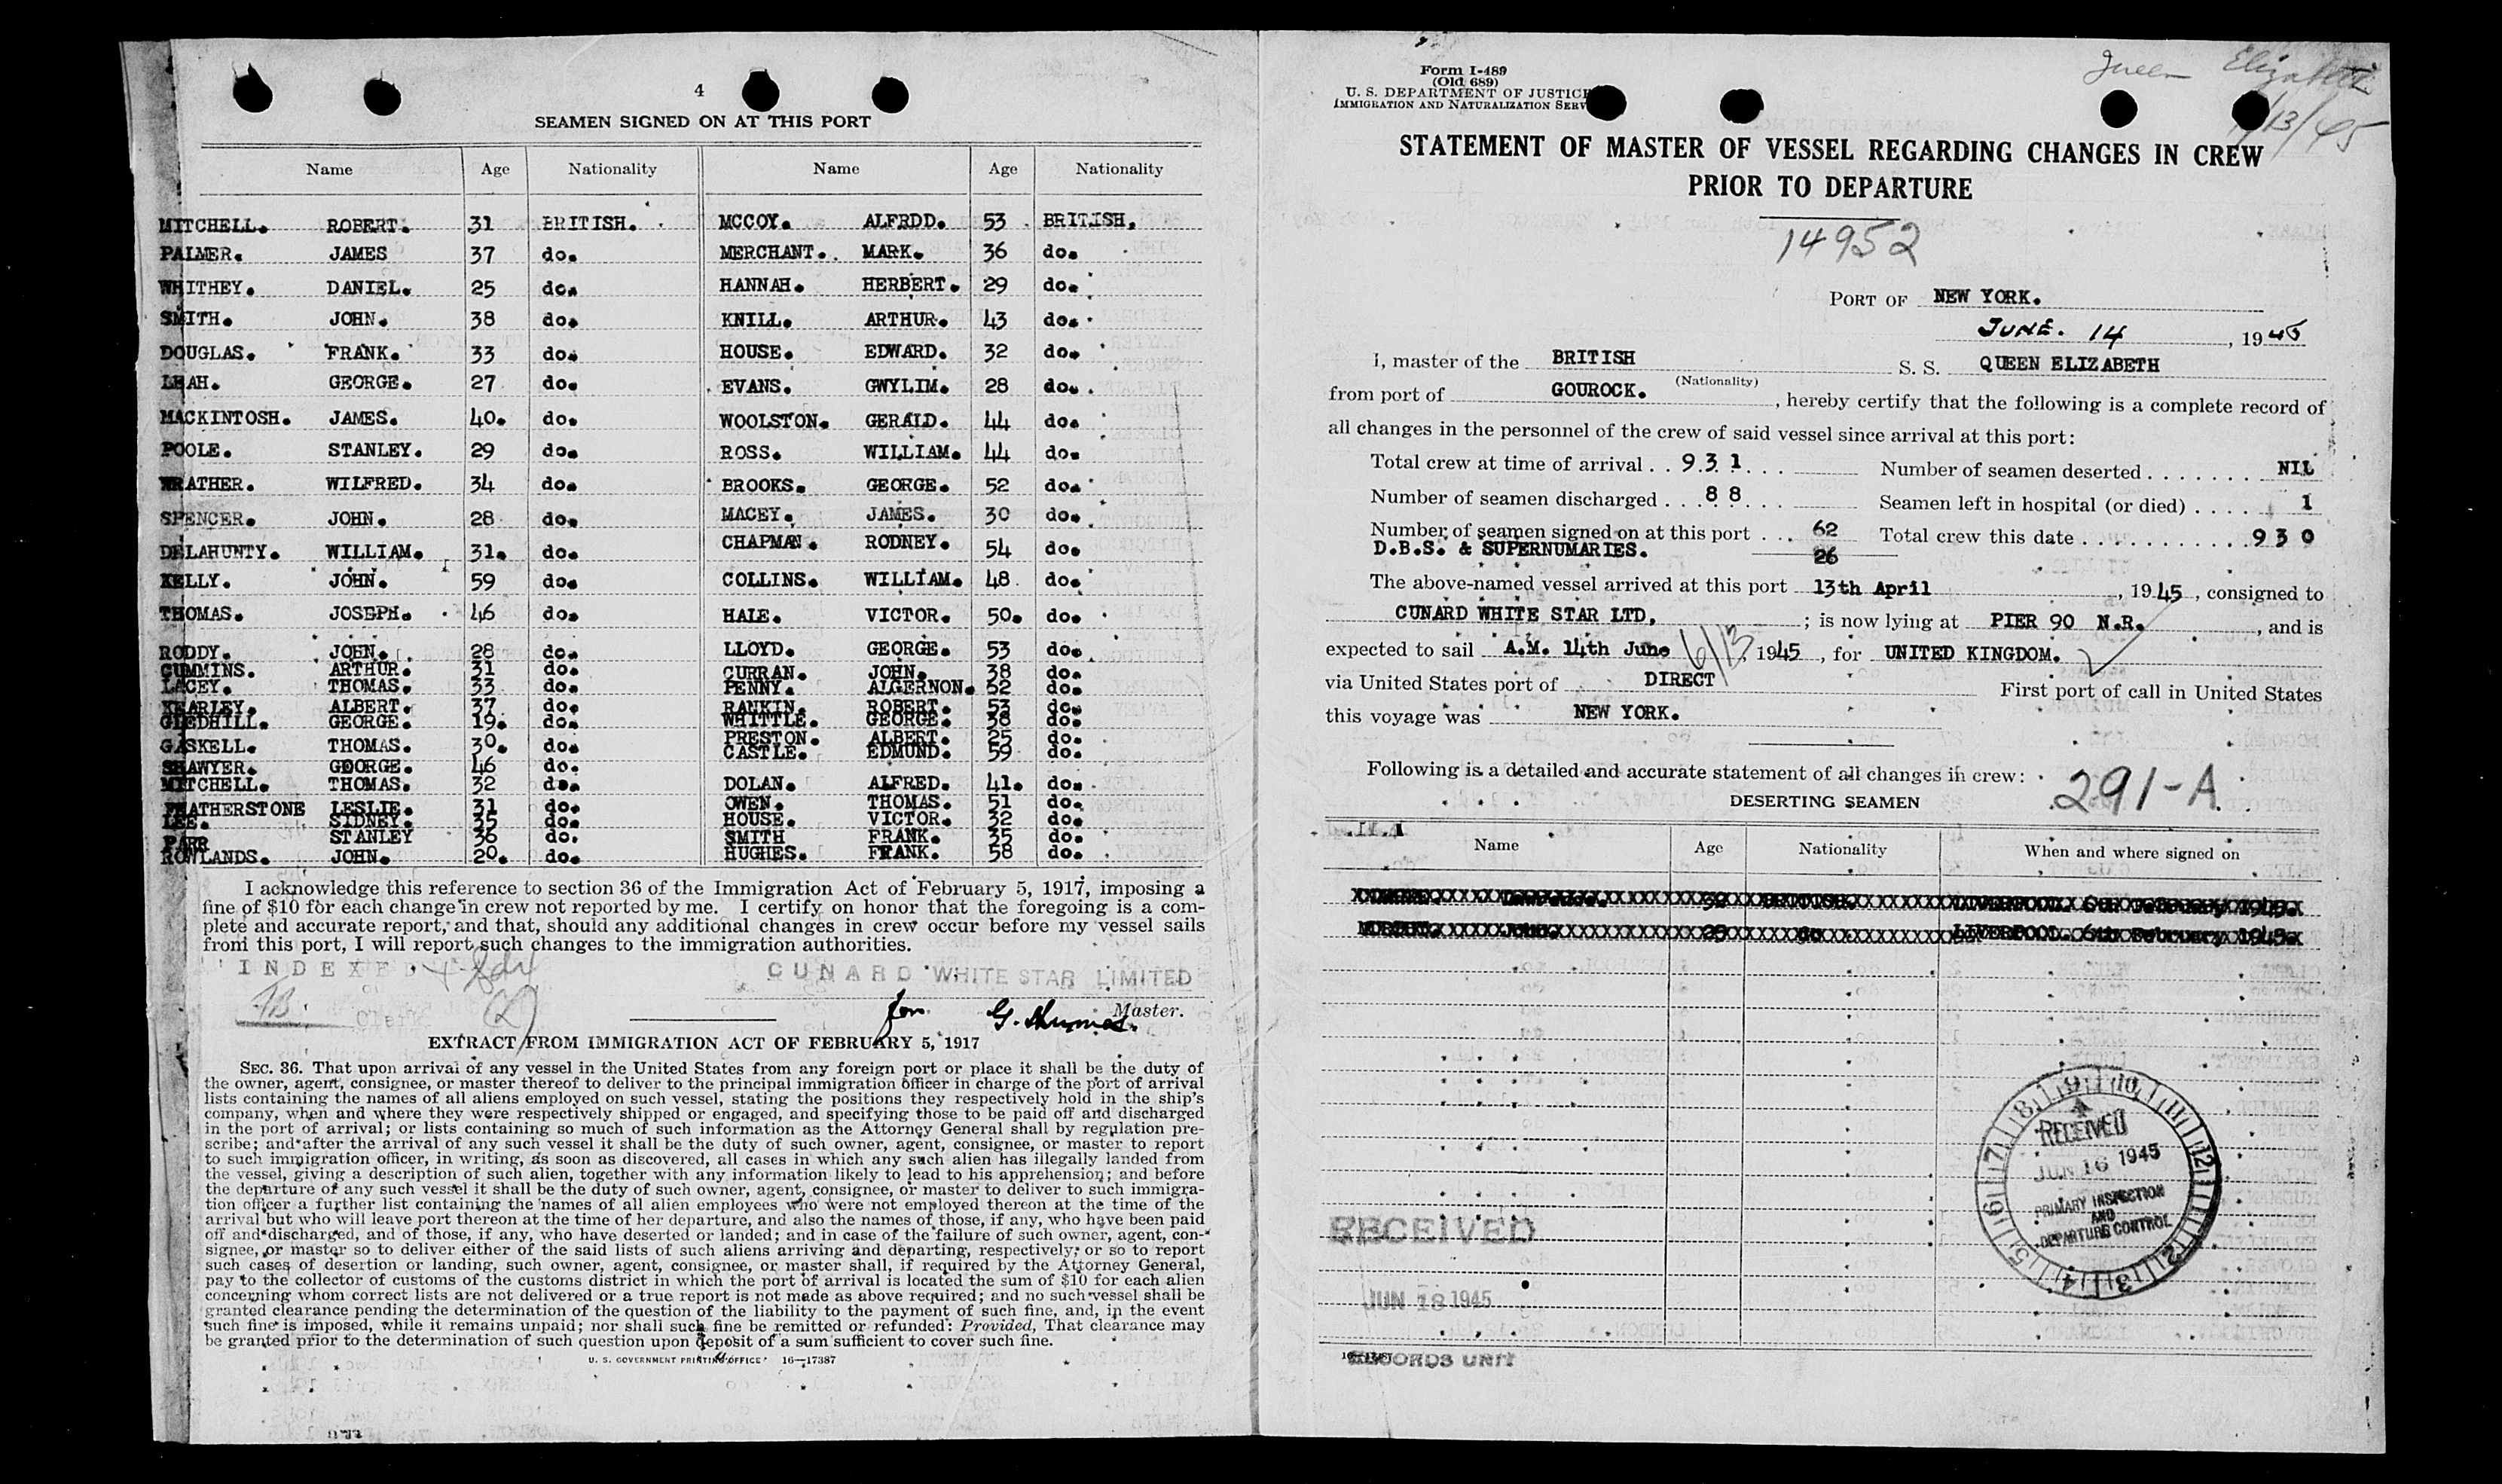 4
SEAMEN SIGNED ON AT THIS PORT
Name Age Nationality Name Age Nationality
MITCHELL. ROBERT. 31 BRITISH. MCCOY. ALFRDD. 53 BRITISH.
PALMER. JAMES 37 do. MERCHANT. MARK. 36 do.
WHITHEY. DANIEL. 25 do. HANNAH. HERBERT. 29 do.
SMITH. JOHN. 38 do. KNILL. ARTHUR. 43 do.
DOUGLAS. FRANK. 33 do. HOUSE. EDWARD. 32 do.
LEAH. GEORGE. 27 do. EVANS. GWYLIM. 28 do.
MACKINTOSH. JAMES. 40. do. WOOLSTON. GERALD. 44 do.
POOLE. STANLEY. 29 do. ROSS. WILLIAM. 44 do.
WRATHER. WILFRED. 34 do. BROOKS. GEORGE. 52 do.
SPENCER. JOHN. 28 do. MACEY. JAMES. 30 do.
DELAHUNTY. WILLIAM. 31. do. CHAPMAN. RODNEY. 54 do.
KELLY. JOHN. 59 do. COLLINS. WILLIAM. 48 do.
THOMAS. JOSEPH. 46 do. HALE. VICTOR. 50. do.
RODDY. JOHN. 28 do. LLOYD. GEORGE. 53 do.
CUMMINS. ARTHUR. 31 do. CURRAN. JOHN. 38 do.
LACEY. THOMAS. 33 do. PENNY. ALGERNON. 52 do.
KEARLEY. ALBERT. 37 do. RANKIN. ROBERT. 53 do.
GLEDHILL. GEORGE. 19. do. WHITTLE. GEORGE. 38 do.
GASKELL. THOMAS. 30. do. PRESTON. ALBERT. 25 do.
CASTLE. EDMUND. 59 do.
SHAWYER. GEORGE. 46 do.
MITCHELL. THOMAS. 32 do. DOLAN. ALFRED. 41. do.
FEATHERSTONE LESLIE. 31 do. OWEN. THOMAS. 51 do.
LEE. SIDNEY. 35 do. HOUSE. VICTOR. 32 do.
PARR STANLEY 36 do. SMITH FRANK. 35 do.
ROWLANDS. JOHN. 20. do. HUGHES. FRANK. 58 do.
I acknowledge this reference to section 36 of the Immigration Act of February 5, 1917, imposing a
fine of $10 for each change in crew not reported by me. I certify on honor that the foregoing is a com-
plete and accurate report, and that, should any additional changes in crew occur before my vessel sails
from this port, I will report such changes to the immigration authorities.
INDEXED
CUNARD WHITE STAR LIMITED
for G. Master.
EXTRACT FROM IMMIGRATION ACT OF FEBRUARY 5, 1917
SEC. 36. That upon arrival of any vessel in the United States from any foreign port or place it shall be the duty of
the owner, agent, consignee, or master thereof to deliver to the principal immigration officer in charge of the port of arrival
lists containing the names of all aliens employed on such vessel, stating the positions they respectively hold in the ship's
company, when and where they were respectively shipped or engaged, and specifying those to be paid off and discharged
in the port of arrival; or lists containing so much of such information as the Attorney General shall by regulation pre-
scribe; and after the arrival of any such vessel it shall be the duty of such owner, agent, consignee, or master to report
to such immigration officer, in writing, as soon as discovered, all cases in which any such alien has illegally landed from
the vessel, giving a description of such alien, together with any information likely to lead to his apprehension; and before
the departure of any such vessel it shall be the duty of such owner, agent, consignee, or master to deliver to such immigra-
tion officer a further list containing the names of all alien employees who were not employed thereon at the time of the
arrival but who will leave port thereon at the time of her departure, and also the names of those, if any, who have been paid
off and discharged, and of those, if any, who have deserted or landed; and in case of the failure of such owner, agent, con-
signee, or master so to deliver either of the said lists of such aliens arriving and departing, respectively, or so to report
such cases of desertion or landing, such owner, agent, consignee, or master shall, if required by the Attorney General,
pay to the collector of customs of the customs district in which the port of arrival is located the sum of $10 for each alien
concerning whom correct lists are not delivered or a true report is not made as above required; and no such vessel shall be
granted clearance pending the determination of the question of the liability to the payment of such fine, and, in the event
such fine is imposed, while it remains unpaid; nor shall such fine be remitted or refunded: Provided, That clearance may
be granted prior to the determination of such question upon deposit of a sum sufficient to cover such fine.
U. S. GOVERNMENT PRINTING OFFICE 16—17387
Queen Elizabeth
Form I-489
(Old 689)
U. S. DEPARTMENT OF JUSTICE
IMMIGRATION AND NATURALIZATION SERV
STATEMENT OF MASTER OF VESSEL REGARDING CHANGES IN CREW
PRIOR TO DEPARTURE
14952
PORT OF NEW YORK.
JUNE. 14, 1945
I, master of the BRITISH S. S. QUEEN ELIZABETH
(Nationality)
from port of GOUROCK., hereby certify that the following is a complete record of
all changes in the personnel of the crew of said vessel since arrival at this port:
Total crew at time of arrival . . 931 . . . Number of seamen deserted . . . . . . . NIL
Number of seamen discharged . . . 88 . . . Seamen left in hospital (or died) . . . . 1
Number of seamen signed on at this port . . . 62 Total crew this date . . . . . . . . . . . 930
D.B.S. & SUPERNUMARIES. 26
The above-named vessel arrived at this port 13th April, 1945, consigned to
CUNARD WHITE STAR LTD.; is now lying at PIER 90 N.R., and is
expected to sail A.M. 14th June 6/13, 1945, for UNITED KINGDOM.
via United States port of DIRECT First port of call in United States
this voyage was NEW YORK.
Following is a detailed and accurate statement of all changes in crew:
291-A
DESERTING SEAMEN
Name Age Nationality When and where signed on
John. 25 do LIVERPOOL. 6th February 1945.
RECEIVED
JUN 16 1945
PRIMARY INSPECTION
AND
DEPARTURE CONTROL
RECEIVED
JUN 18 1945
RECORDS UNIT